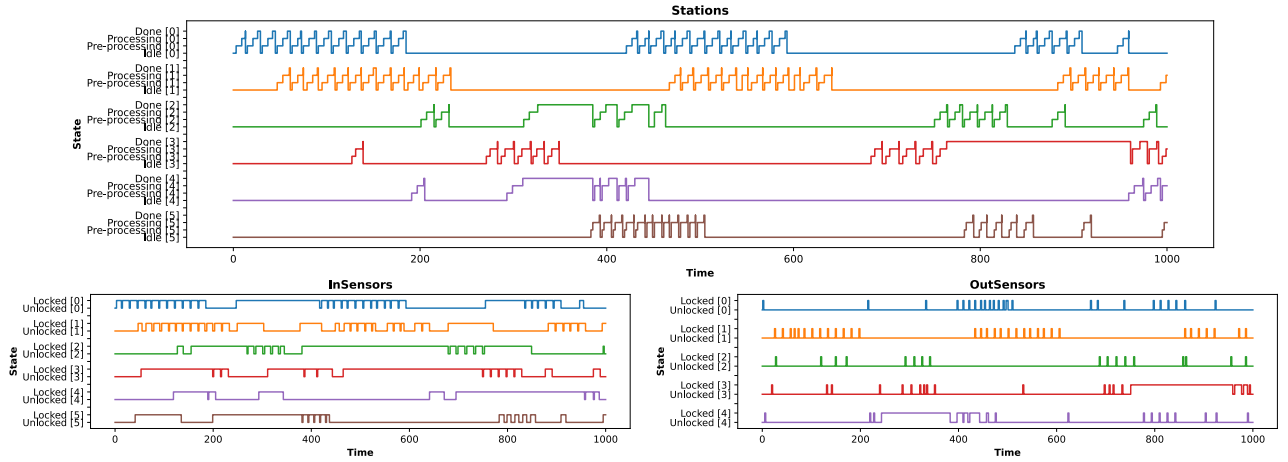 Stations
Done [0]
Processing [0]
Pre-processing [0]
Idle [0]
Done [1]
Processing [1]
Pre-processing [1]
Idle [1]
Done [2]
Processing [2]
Pre-processing [2]
Idle [2]
Done [3]
Processing [3]
Pre-processing [3]
Idle [3]
Done [4]
Processing [4]
Pre-processing [4]
Idle [4]
Done [5]
Processing [5]
Pre-processing [5]
Idle [5]
State
0 200 400 600 800 1000
Time
InSensors
Locked [0]
Unlocked [0]
Locked [1]
Unlocked [1]
Locked [2]
Unlocked [2]
Locked [3]
Unlocked [3]
Locked [4]
Unlocked [4]
Locked [5]
Unlocked [5]
State
0 200 400 600 800 1000
Time
OutSensors
Locked [0]
Unlocked [0]
Locked [1]
Unlocked [1]
Locked [2]
Unlocked [2]
Locked [3]
Unlocked [3]
Locked [4]
Unlocked [4]
State
0 200 400 600 800 1000
Time